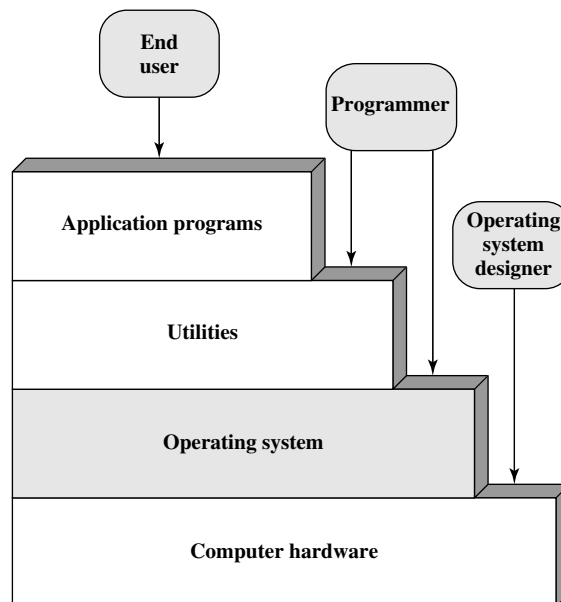 End
user
Programmer
Operating
system
designer
Application programs
Utilities
Operating system
Computer hardware